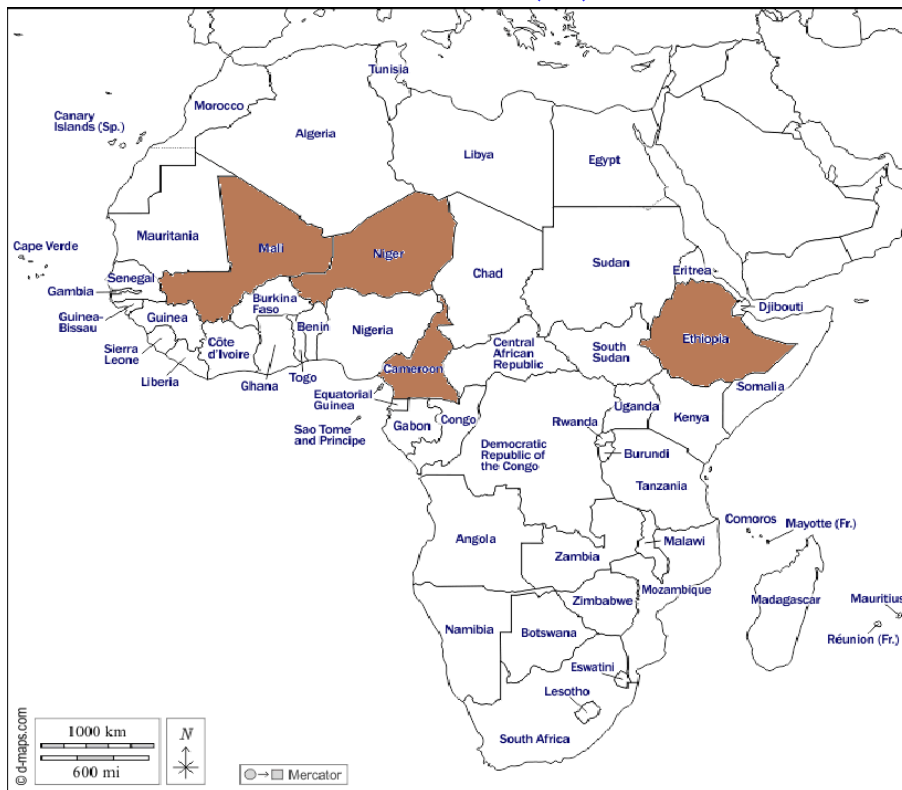 Tunisia
Morocco
Canary
Islands (Sp.)
Algeria
Libya
Egypt
Mauritania
Mali
Niger
Cape Verde
Chad
Sudan
Senegal
Eritrea
Gambia
Burkina
Faso
Djibouti
Guinea-
Bissau
Guinea
Benin
Nigeria
Ethiopia
Sierra
Leone
Côte
d'Ivoire
Central
African
Republic
South
Sudan
Liberia
Ghana
Togo
Cameroon
Somalia
Equatorial
Guinea
Uganda
Kenya
Sao Tome
and Principe
Gabon
Congo
Rwanda
Democratic
Republic of
the Congo
Burundi
Tanzania
Comoros
Mayotte (Fr.)
Angola
Malawi
Zambia
Mozambique
Madagascar
Mauritius
Zimbabwe
Namibia
Botswana
Réunion (Fr.)
Eswatini
Lesotho
South Africa
© d-maps.com
1000 km
600 mi
N
Mercator